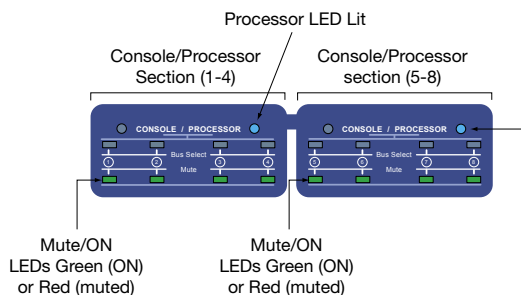 Processor LED Lit
Console/Processor
Section (1-4)
Console/Processor
section (5-8)
CONSOLE / PROCESSOR
Bus Select
1 2 3 4
Mute
CONSOLE / PROCESSOR
Bus Select
5 6 7 8
Mute
Mute/ON
LEDs Green (ON)
or Red (muted)
Mute/ON
LEDs Green (ON)
or Red (muted)